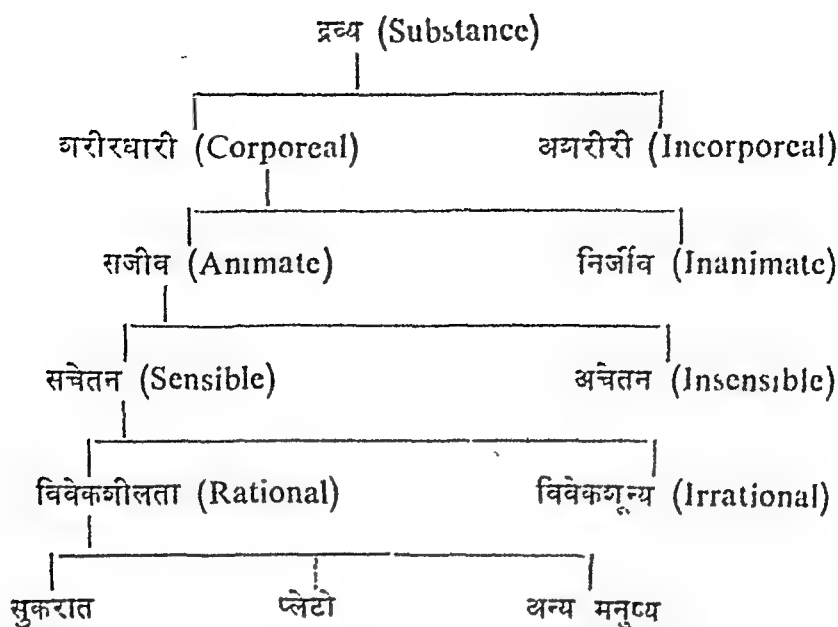 द्रव्य (Substance)
शरीरधारी (Corporeal) अशरीरी (Incorporeal)
सजीव (Animate) निर्जीव (Inanimate)
सचेतन (Sensible) अचेतन (Insensible)
विवेकशीलता (Rational) विवेकशून्य (Irrational)
सुकरात प्लेटो अन्य मनुष्य